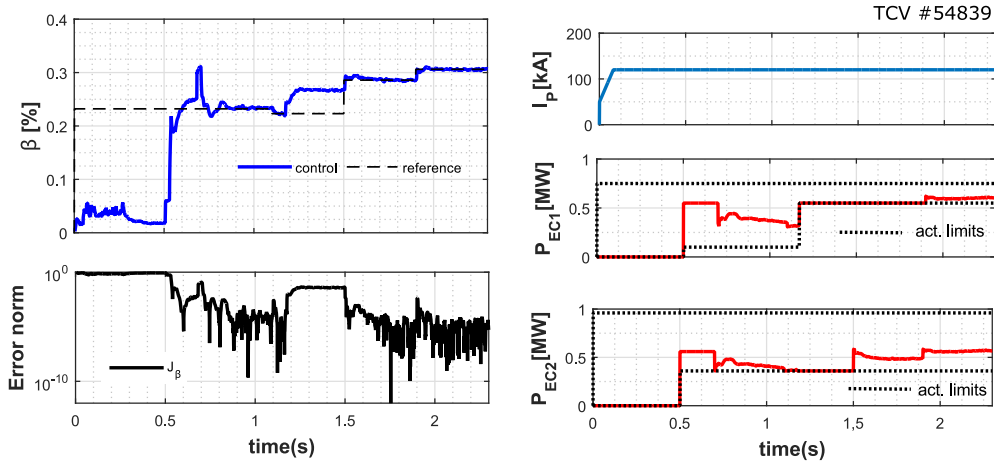 TCV #54839
0.4
0.3
0.2
0.1
0
β [%]
control
reference
10^0
10^-10
Error norm
J_β
0
0.5
1
1.5
2
time(s)
200
100
0
I_P[kA]
1
0.5
0
P_EC1[MW]
act. limits
1
0.5
0
P_EC2[MW]
act. limits
0
0.5
1
1,5
2
time(s)